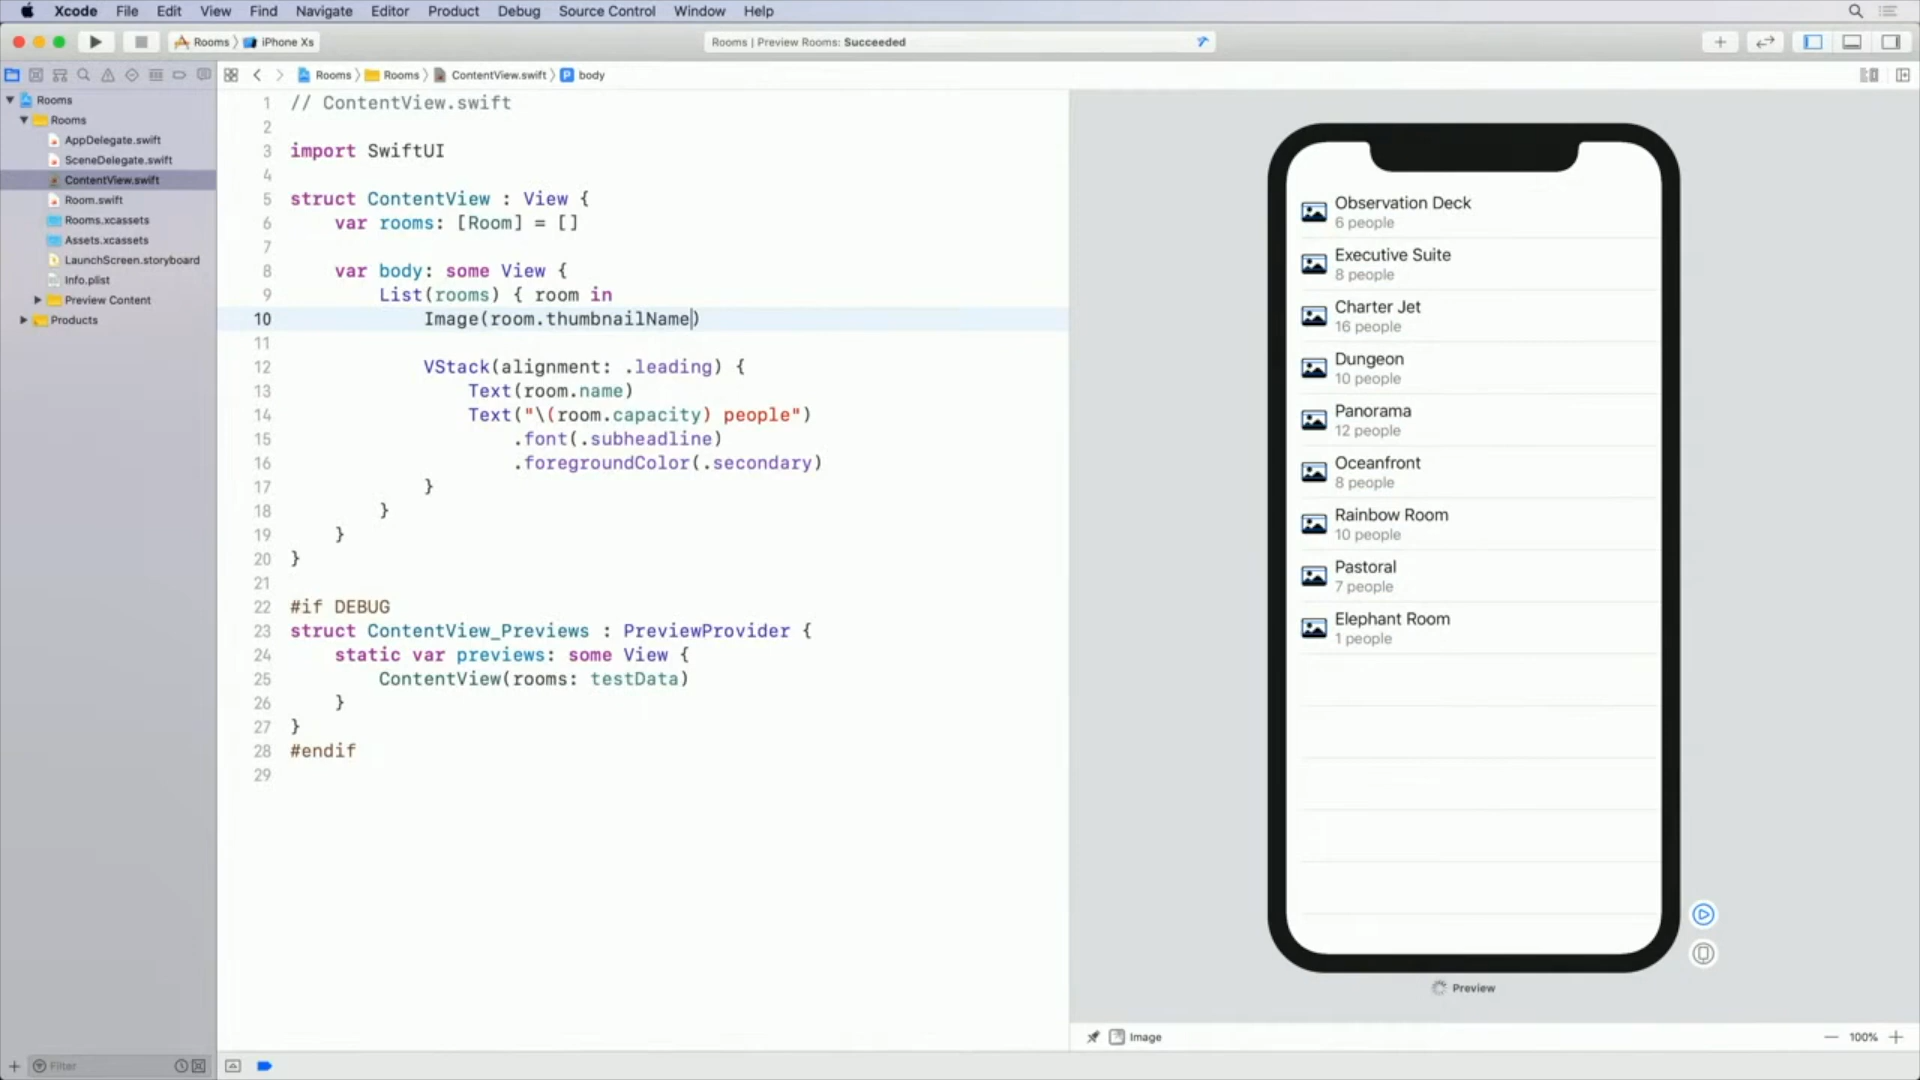 Xcode File Edit View Find Navigate Editor Product Debug Source Control Window Help
Rooms iPhone Xs
Rooms | Preview Rooms: Succeeded
Rooms Rooms ContentView.swift body
Rooms
Rooms
AppDelegate.swift
SceneDelegate.swift
ContentView.swift
Room.swift
Rooms.xcassets
Assets.xcassets
LaunchScreen.storyboard
Info.plist
Preview Content
Products
Filter
1 // ContentView.swift
2
3 import SwiftUI
4
5 struct ContentView : View {
6 var rooms: [Room] = []
7
8 var body: some View {
9 List(rooms) { room in
10 Image(room.thumbnailName)
11
12 VStack(alignment: .leading) {
13 Text(room.name)
14 Text("\(room.capacity) people")
15 .font(.subheadline)
16 .foregroundColor(.secondary)
17 }
18 }
19 }
20 }
21
22 #if DEBUG
23 struct ContentView_Previews : PreviewProvider {
24 static var previews: some View {
25 ContentView(rooms: testData)
26 }
27 }
28 #endif
29
Observation Deck
6 people
Executive Suite
8 people
Charter Jet
16 people
Dungeon
10 people
Panorama
12 people
Oceanfront
8 people
Rainbow Room
10 people
Pastoral
7 people
Elephant Room
1 people
Preview
Image
100%